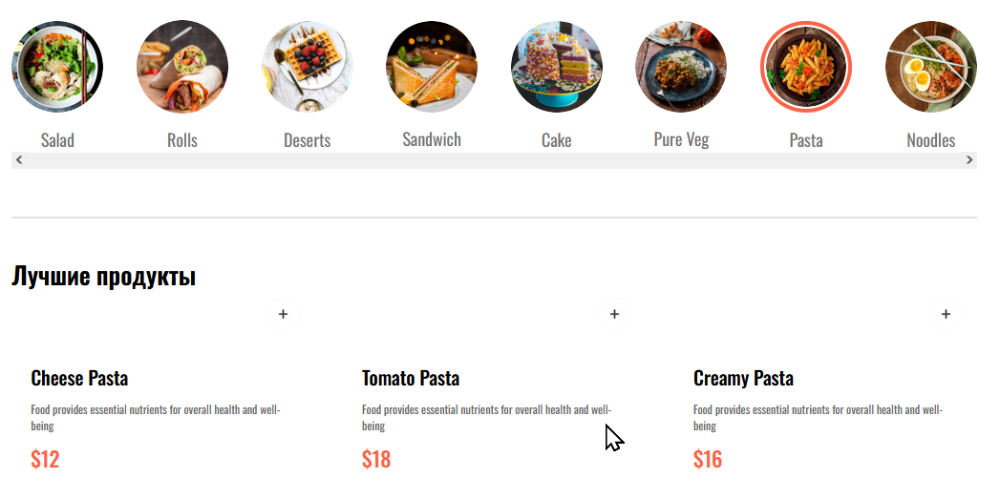 Salad Rolls Deserts Sandwich Cake Pure Veg Pasta Noodles
Лучшие продукты
+ + +
Cheese Pasta Tomato Pasta Creamy Pasta
Food provides essential nutrients for overall health and well- Food provides essential nutrients for overall health and well- Food provides essential nutrients for overall health and well-
being being being
$12 $18 $16